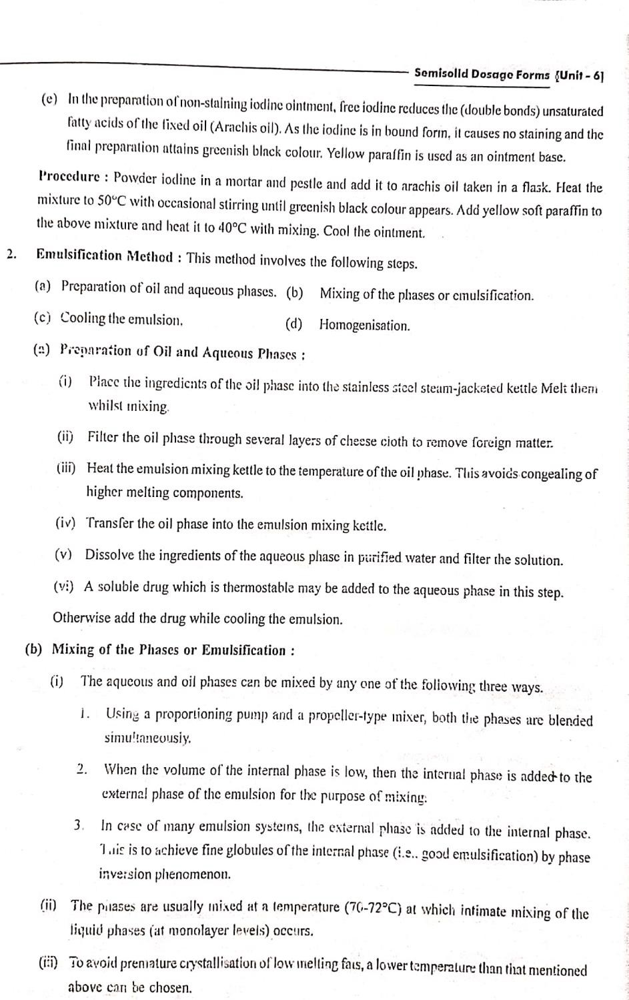 Semisolid Dosage Forms [Unit - 6]
(e) In the preparation of non-staining iodine ointment, free iodine reduces the (double bonds) unsaturated
fatty acids of the fixed oil (Arachis oil). As the iodine is in bound form, it causes no staining and the
final preparation attains greenish black colour. Yellow paraffin is used as an ointment base.
Procedure : Powder iodine in a mortar and pestle and add it to arachis oil taken in a flask. Heat the
mixture to 50°C with occasional stirring until greenish black colour appears. Add yellow soft paraffin to
the above mixture and heat it to 40°C with mixing. Cool the ointment.
2. Emulsification Method : This method involves the following steps.
(a) Preparation of oil and aqueous phases. (b) Mixing of the phases or emulsification.
(c) Cooling the emulsion. (d) Homogenisation.
(a) Preparation of Oil and Aqueous Phases :
(i) Place the ingredients of the oil phase into the stainless steel steam-jacketed kettle Melt them
whilst mixing.
(ii) Filter the oil phase through several layers of cheese cloth to remove foreign matter.
(iii) Heat the emulsion mixing kettle to the temperature of the oil phase. This avoids congealing of
higher melting components.
(iv) Transfer the oil phase into the emulsion mixing kettle.
(v) Dissolve the ingredients of the aqueous phase in purified water and filter the solution.
(vi) A soluble drug which is thermostable may be added to the aqueous phase in this step.
Otherwise add the drug while cooling the emulsion.
(b) Mixing of the Phases or Emulsification :
(i) The aqueous and oil phases can be mixed by any one of the following three ways.
1. Using a proportioning pump and a propeller-type mixer, both the phases are blended
simultaneously.
2. When the volume of the internal phase is low, then the internal phase is added to the
external phase of the emulsion for the purpose of mixing.
3. In case of many emulsion systems, the external phase is added to the internal phase.
This is to achieve fine globules of the internal phase (i.e.. good emulsification) by phase
inversion phenomenon.
(ii) The phases are usually mixed at a temperature (70-72°C) at which intimate mixing of the
liquid phases (at monolayer levels) occurs.
(iii) To avoid premature crystallisation of low melting fats, a lower temperature than that mentioned
above can be chosen.